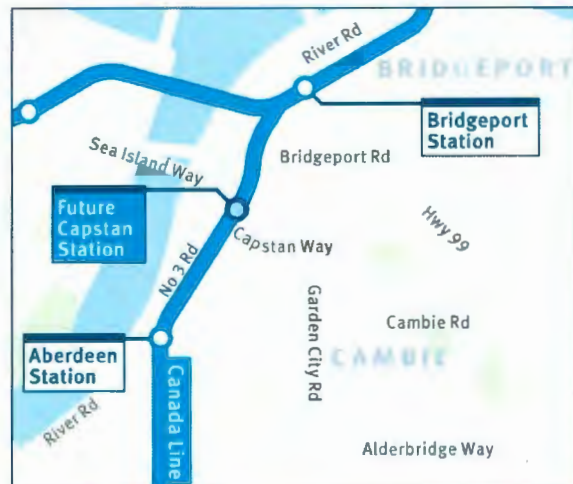 River Rd
BRIDGEPORT
Bridgeport
Station
Sea Island Way
Bridgeport Rd
Future
Capstan
Station
Capstan Way
Hwy 99
No 3 Rd
Garden City Rd
Cambie Rd
Aberdeen
Station
CAMBIE
Canada Line
River Rd
Alderbridge Way